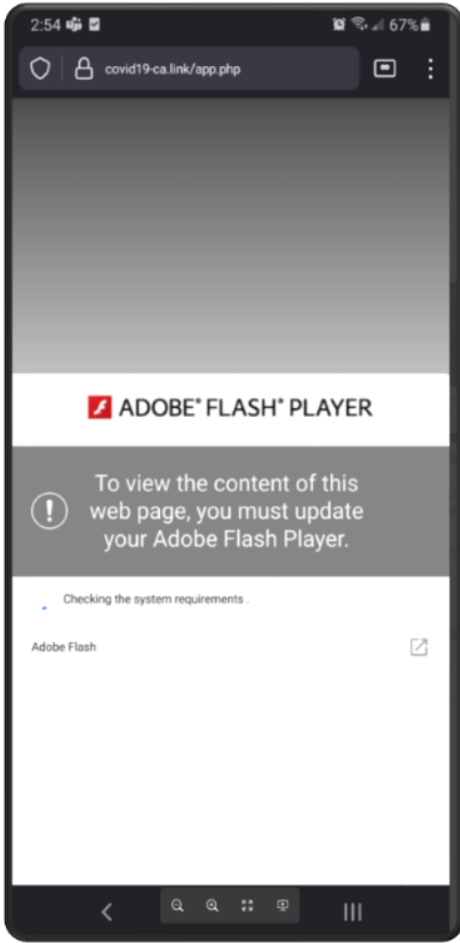 2:54
67%
covid19-ca.link/app.php
ADOBE® FLASH® PLAYER
To view the content of this
web page, you must update
your Adobe Flash Player.
Checking the system requirements .
Adobe Flash